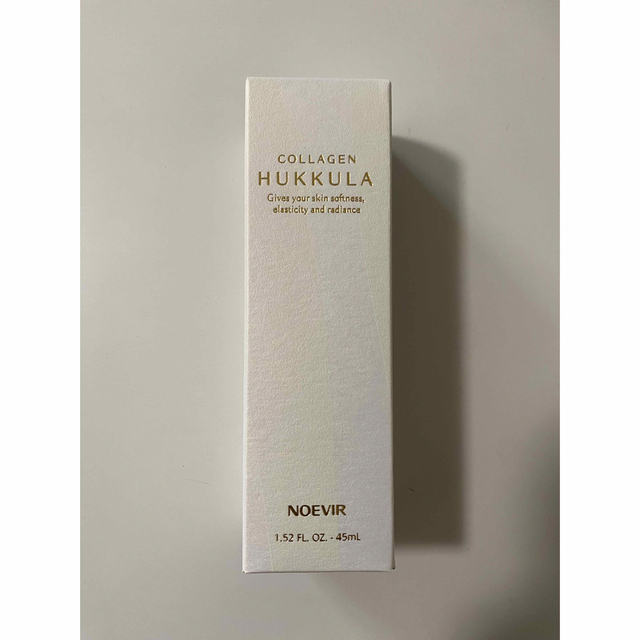 COLLAGEN
HUKKULA
Gives your skin softness,
elasticity and radiance
NOEVIR
1.52 FL. OZ. - 45mL